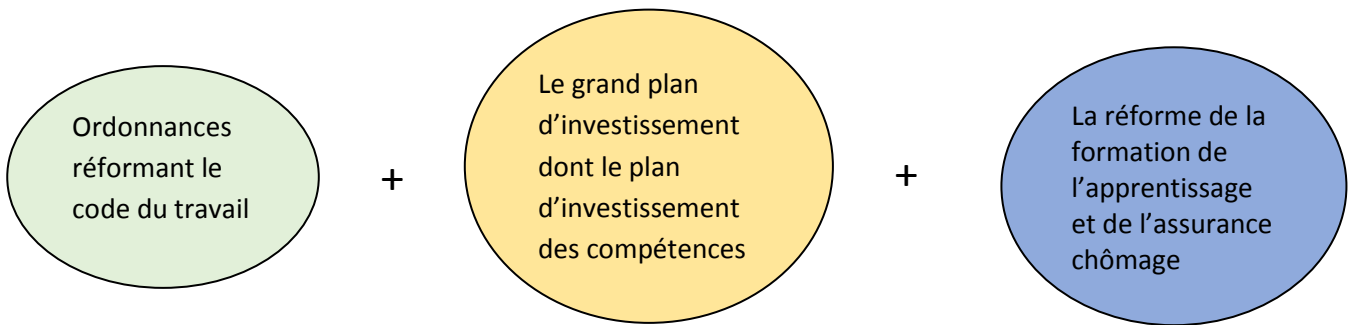 Ordonnances
réformant le
code du travail
+
Le grand plan
d’investissement
dont le plan
d’investissement
des compétences
+
La réforme de la
formation de
l’apprentissage
et de l’assurance
chômage